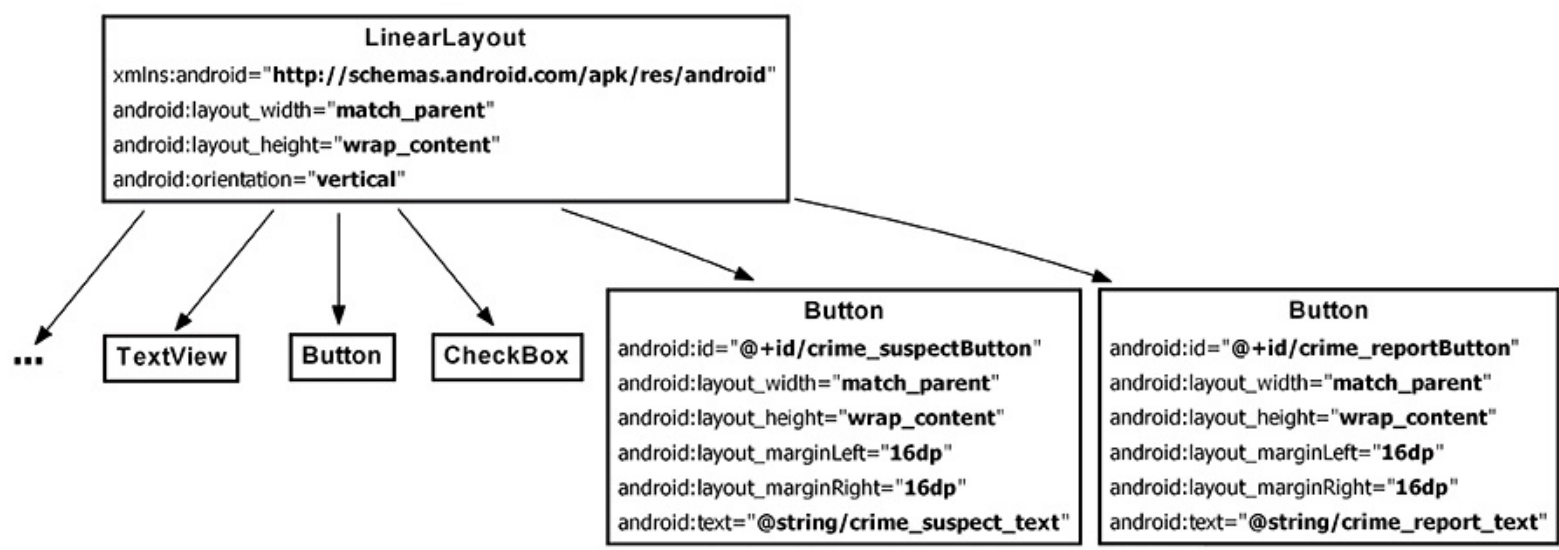 LinearLayout
xmlns:android="http://schemas.android.com/apk/res/android"
android:layout_width="match_parent"
android:layout_height="wrap_content"
android:orientation="vertical"
...
TextView
Button
CheckBox
Button
android:id="@+id/crime_suspectButton"
android:layout_width="match_parent"
android:layout_height="wrap_content"
android:layout_marginLeft="16dp"
android:layout_marginRight="16dp"
android:text="@string/crime_suspect_text"
Button
android:id="@+id/crime_reportButton"
android:layout_width="match_parent"
android:layout_height="wrap_content"
android:layout_marginLeft="16dp"
android:layout_marginRight="16dp"
android:text="@string/crime_report_text"